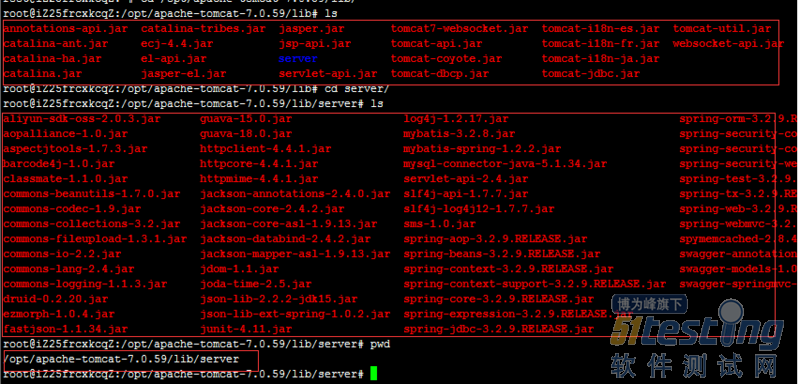 root@iZ25frcxkcqZ:/opt/apache-tomcat-7.0.59/lib# ls
annotations-api.jar catalina-tribes.jar jasper.jar tomcat7-websocket.jar tomcat-i18n-es.jar tomcat-util.jar
catalina-ant.jar ecj-4.4.jar jsp-api.jar tomcat-api.jar tomcat-i18n-fr.jar websocket-api.jar
catalina-ha.jar el-api.jar server tomcat-coyote.jar tomcat-i18n-ja.jar
catalina.jar jasper-el.jar servlet-api.jar tomcat-dbcp.jar tomcat-jdbc.jar
root@iZ25frcxkcqZ:/opt/apache-tomcat-7.0.59/lib# cd server/
root@iZ25frcxkcqZ:/opt/apache-tomcat-7.0.59/lib/server# ls
aliyun-sdk-oss-2.0.3.jar guava-15.0.jar log4j-1.2.17.jar spring-orm-3.2.9.R
aopalliance-1.0.jar guava-18.0.jar mybatis-3.2.8.jar spring-security-co
aspectjtools-1.7.3.jar httpclient-4.4.1.jar mybatis-spring-1.2.2.jar spring-security-co
barcode4j-1.0.jar httpcore-4.4.1.jar mysql-connector-java-5.1.34.jar spring-security-we
classmate-1.1.0.jar httpmime-4.4.1.jar servlet-api-2.4.jar spring-test-3.2.9.
commons-beanutils-1.7.0.jar jackson-annotations-2.4.0.jar slf4j-api-1.7.7.jar spring-tx-3.2.9.RE
commons-codec-1.9.jar jackson-core-2.4.2.jar slf4j-log4j12-1.7.7.jar spring-web-3.2.9.R
commons-collections-3.2.jar jackson-core-asl-1.9.13.jar sms-1.0.jar spring-webmvc-3.2.
commons-fileupload-1.3.1.jar jackson-databind-2.4.2.jar spring-aop-3.2.9.RELEASE.jar spymemcached-2.8.4
commons-io-2.2.jar jackson-mapper-asl-1.9.13.jar spring-beans-3.2.9.RELEASE.jar swagger-annotation
commons-lang-2.4.jar jdom-1.1.jar spring-context-3.2.9.RELEASE.jar swagger-models-1.0
commons-logging-1.1.3.jar joda-time-2.5.jar spring-context-support-3.2.9.RELEASE.jar swagger-springmvc-
druid-0.2.20.jar json-lib-2.2.2-jdk15.jar spring-core-3.2.9.RELEASE.jar
ezmorph-1.0.4.jar json-lib-ext-spring-1.0.2.jar spring-expression-3.2.9.RELEASE.jar
fastjson-1.1.34.jar junit-4.11.jar spring-jdbc-3.2.9.RELEASE.jar
root@iZ25frcxkcqZ:/opt/apache-tomcat-7.0.59/lib/server# pwd
/opt/apache-tomcat-7.0.59/lib/server
root@iZ25frcxkcqZ:/opt/apache-tomcat-7.0.59/lib/server#
博为峰旗下
51testing
软件测试网